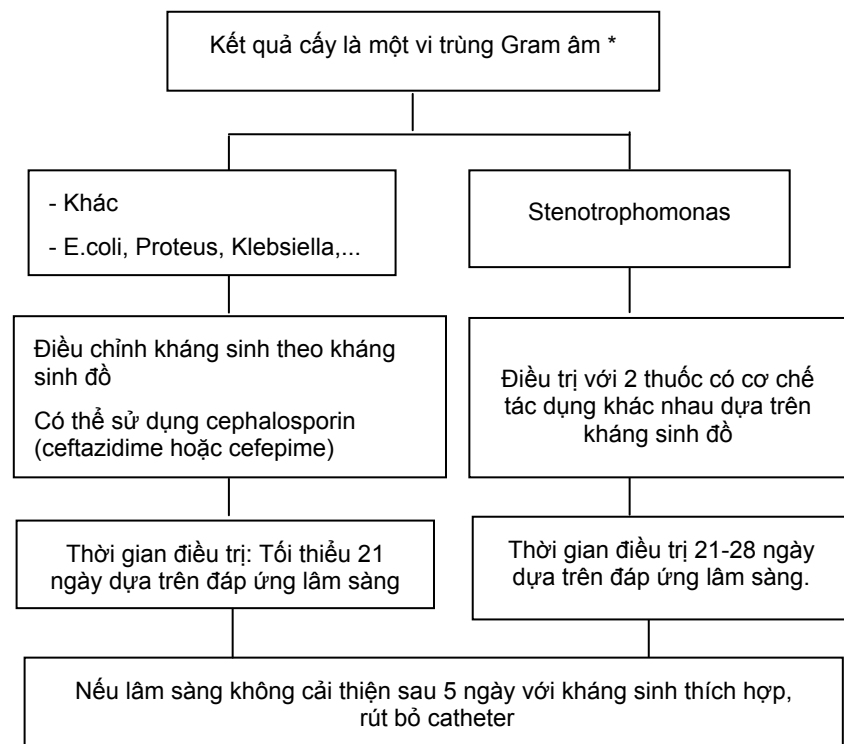 Kết quả cấy là một vi trùng Gram âm *
- Khác
- E.coli, Proteus, Klebsiella,...
Stenotrophomonas
Điều chỉnh kháng sinh theo kháng
sinh đồ
Có thể sử dụng cephalosporin
(ceftazidime hoặc cefepime)
Điều trị với 2 thuốc có cơ chế
tác dụng khác nhau dựa trên
kháng sinh đồ
Thời gian điều trị: Tối thiểu 21
ngày dựa trên đáp ứng lâm sàng
Thời gian điều trị 21-28 ngày
dựa trên đáp ứng lâm sàng.
Nếu lâm sàng không cải thiện sau 5 ngày với kháng sinh thích hợp,
rút bỏ catheter